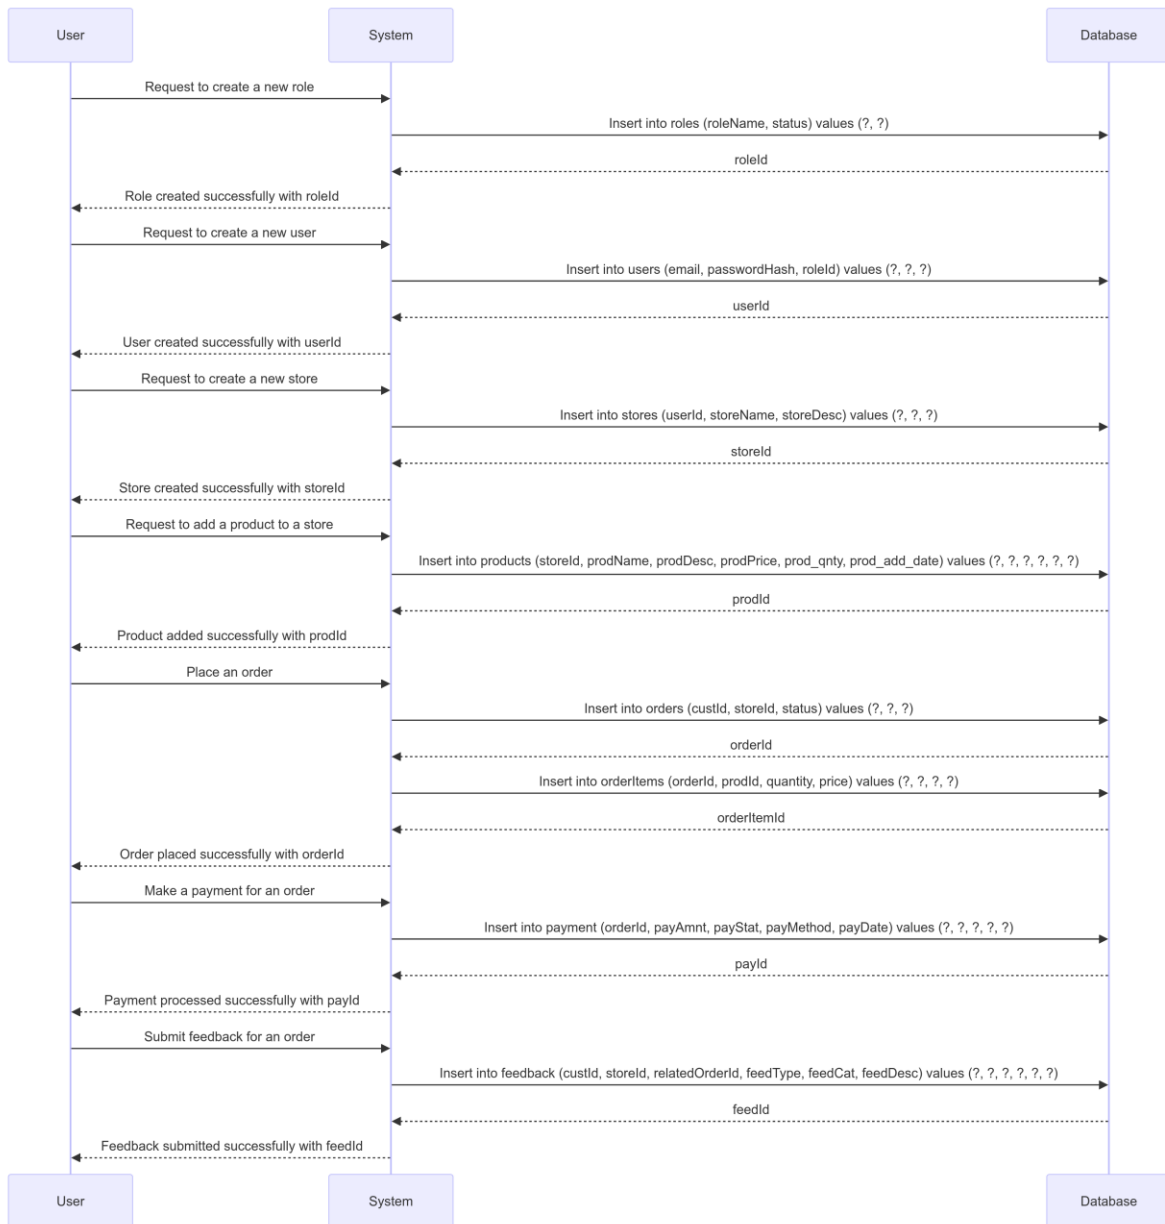 User
System
Database
Request to create a new role
Insert into roles (roleName, status) values (?, ?)
roleId
Role created successfully with roleId
Request to create a new user
Insert into users (email, passwordHash, roleId) values (?, ?, ?)
userId
User created successfully with userId
Request to create a new store
Insert into stores (userId, storeName, storeDesc) values (?, ?, ?)
storeId
Store created successfully with storeId
Request to add a product to a store
Insert into products (storeId, prodName, prodDesc, prodPrice, prod_qnty, prod_add_date) values (?, ?, ?, ?, ?, ?)
prodId
Product added successfully with prodId
Place an order
Insert into orders (custId, storeId, status) values (?, ?, ?)
orderId
Insert into orderItems (orderId, prodId, quantity, price) values (?, ?, ?, ?)
orderItemId
Order placed successfully with orderId
Make a payment for an order
Insert into payment (orderId, payAmnt, payStat, payMethod, payDate) values (?, ?, ?, ?, ?)
payId
Payment processed successfully with payId
Submit feedback for an order
Insert into feedback (custId, storeId, relatedOrderId, feedType, feedCat, feedDesc) values (?, ?, ?, ?, ?, ?)
feedId
Feedback submitted successfully with feedId
User
System
Database